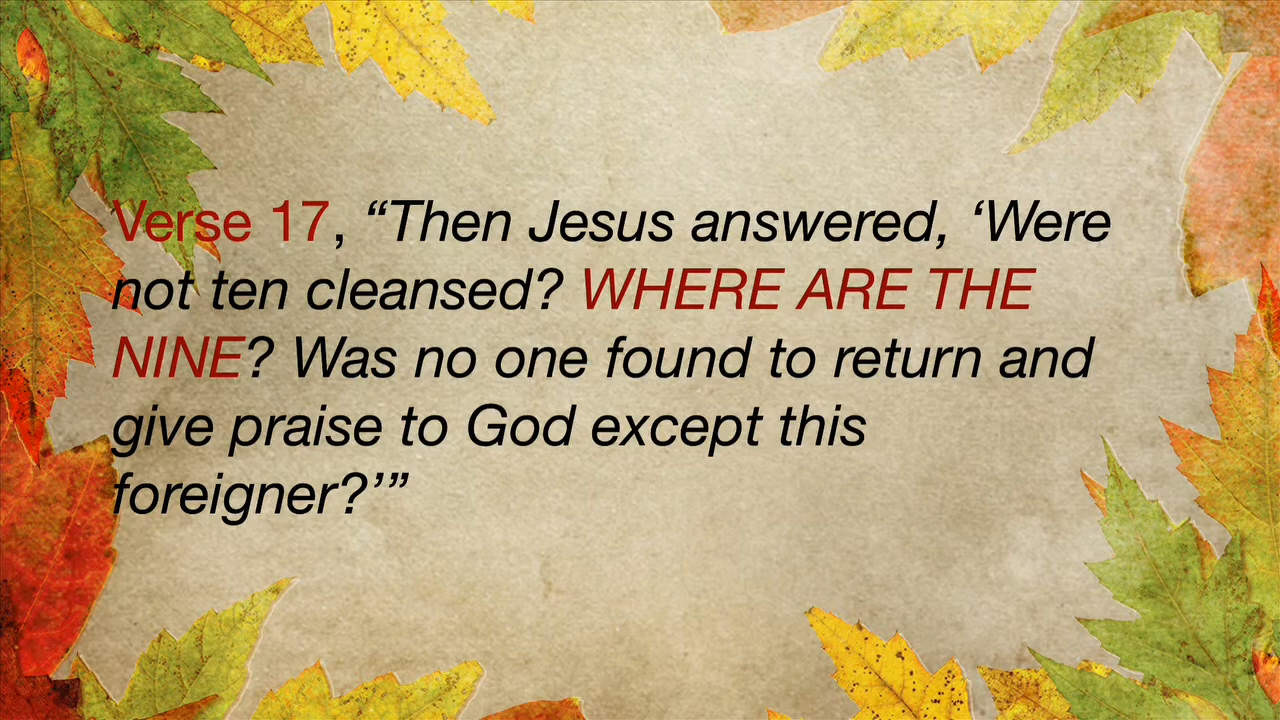 Verse 17, “Then Jesus answered, ‘Were
not ten cleansed? WHERE ARE THE
NINE? Was no one found to return and
give praise to God except this
foreigner?’”